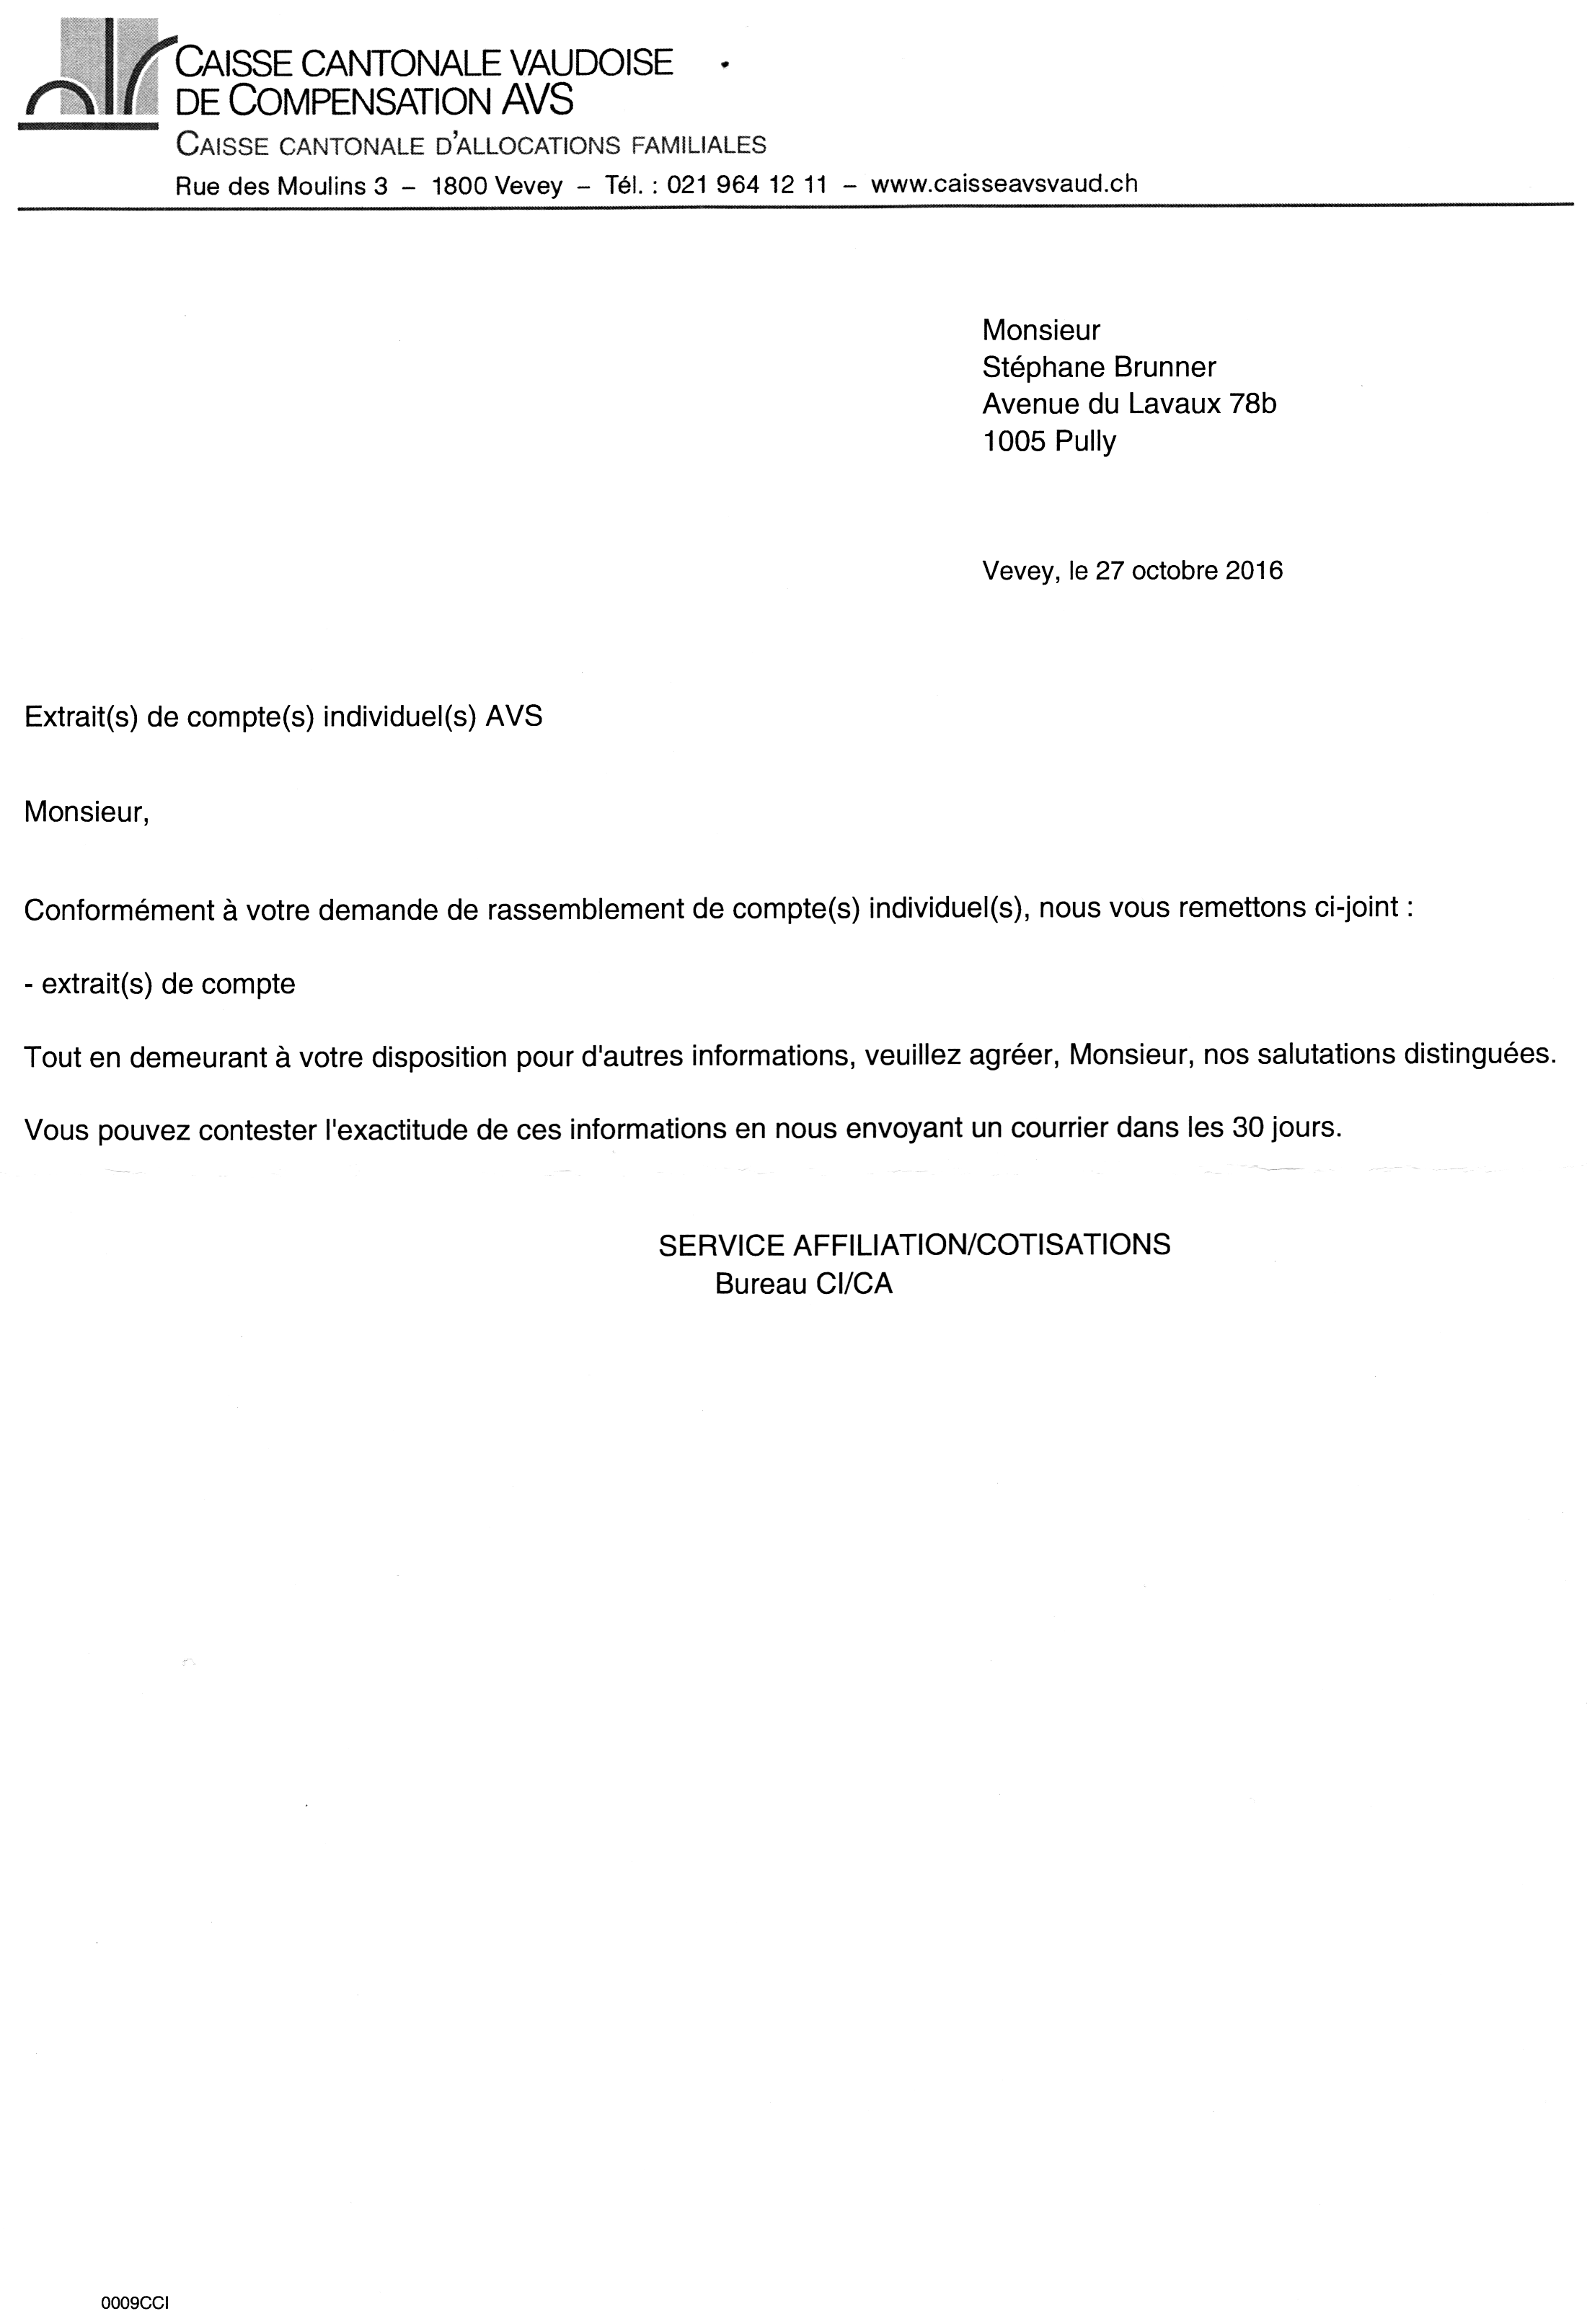 CAISSE CANTONALE VAUDOISE
DE COMPENSATION AVS
CAISSE CANTONALE D'ALLOCATIONS FAMILIALES
Rue des Moulins 3 – 1800 Vevey – Tél. : 021 964 12 11 – www.caisseavsvaud.ch
Monsieur
Stéphane Brunner
Avenue du Lavaux 78b
1005 Pully
Vevey, le 27 octobre 2016
Extrait(s) de compte(s) individuel(s) AVS
Monsieur,
Conformément à votre demande de rassemblement de compte(s) individuel(s), nous vous remettons ci-joint :
- extrait(s) de compte
Tout en demeurant à votre disposition pour d'autres informations, veuillez agréer, Monsieur, nos salutations distinguées.
Vous pouvez contester l'exactitude de ces informations en nous envoyant un courrier dans les 30 jours.
SERVICE AFFILIATION/COTISATIONS
Bureau CI/CA
0009CCI